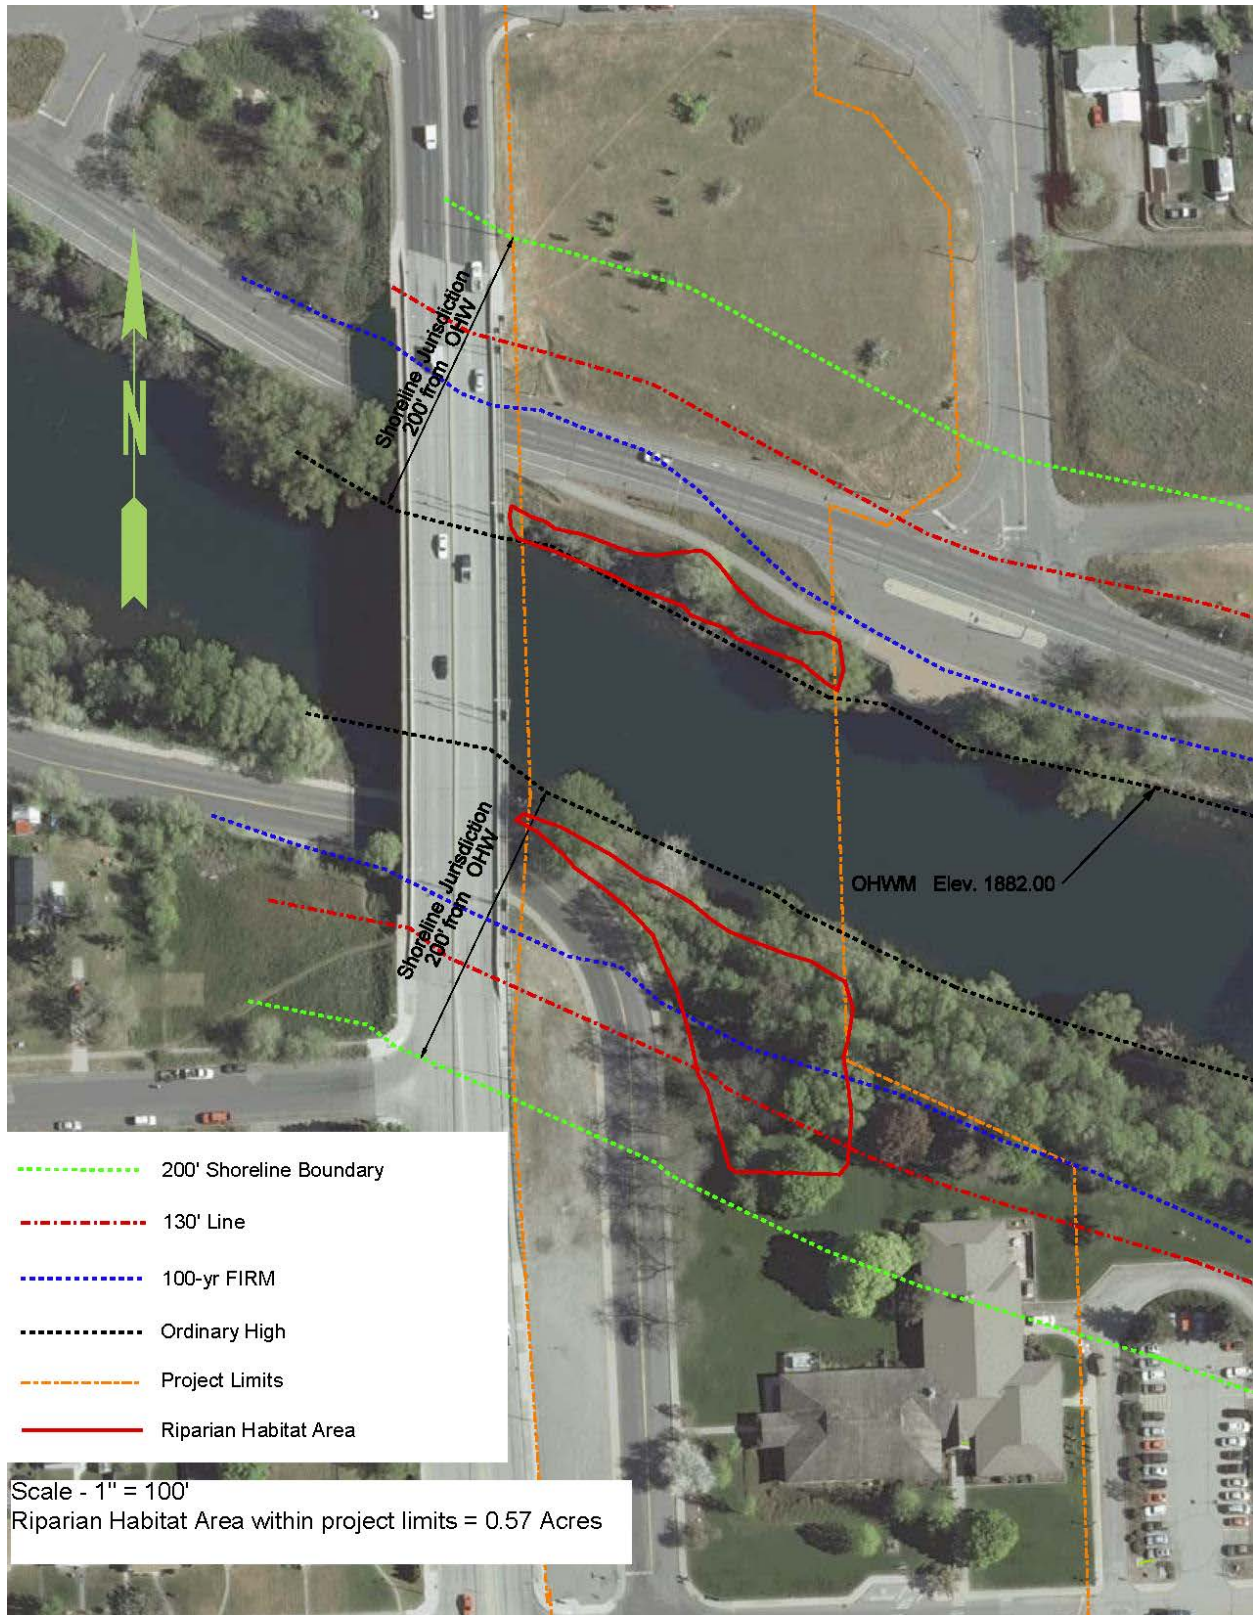 Shoreline Jurisdiction
200' from OHW
N
OHWM Elev. 1882.00
Shoreline Jurisdiction
200' from OHW
200' Shoreline Boundary
130' Line
100-yr FIRM
Ordinary High
Project Limits
Riparian Habitat Area
Scale - 1" = 100'
Riparian Habitat Area within project limits = 0.57 Acres